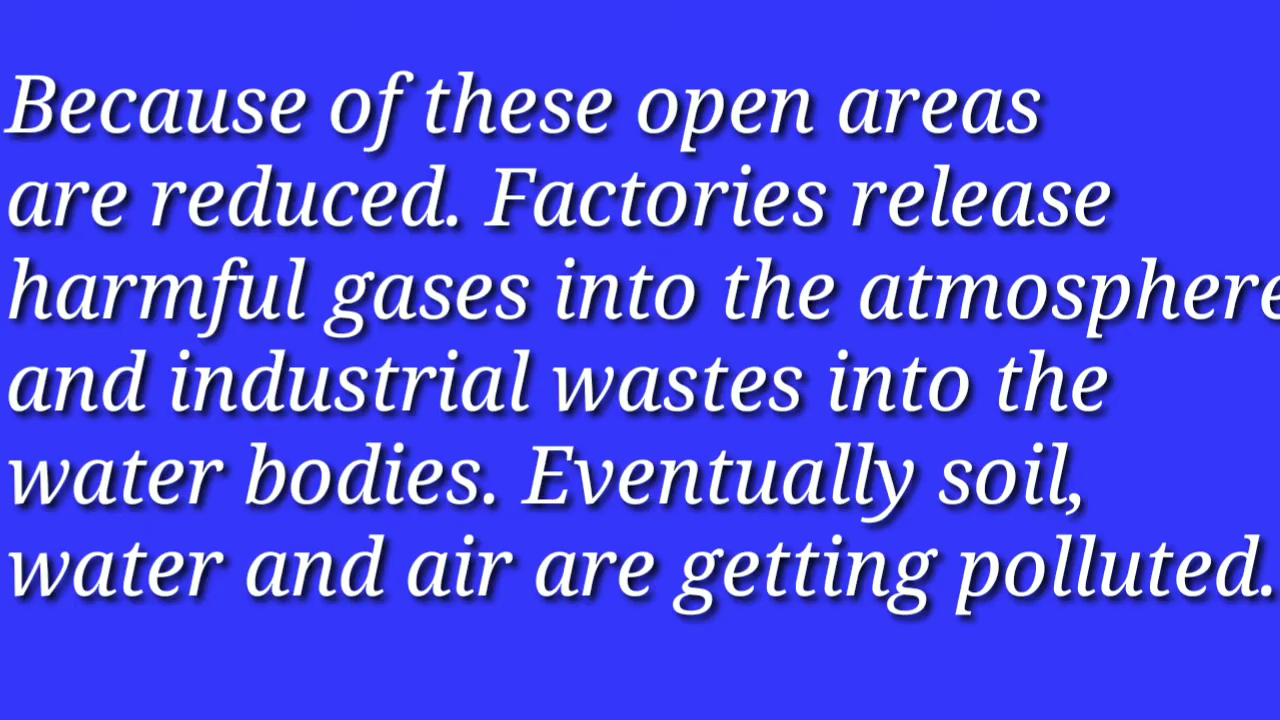 Because of these open areas
are reduced. Factories release
harmful gases into the atmosphere
and industrial wastes into the
water bodies. Eventually soil,
water and air are getting polluted.